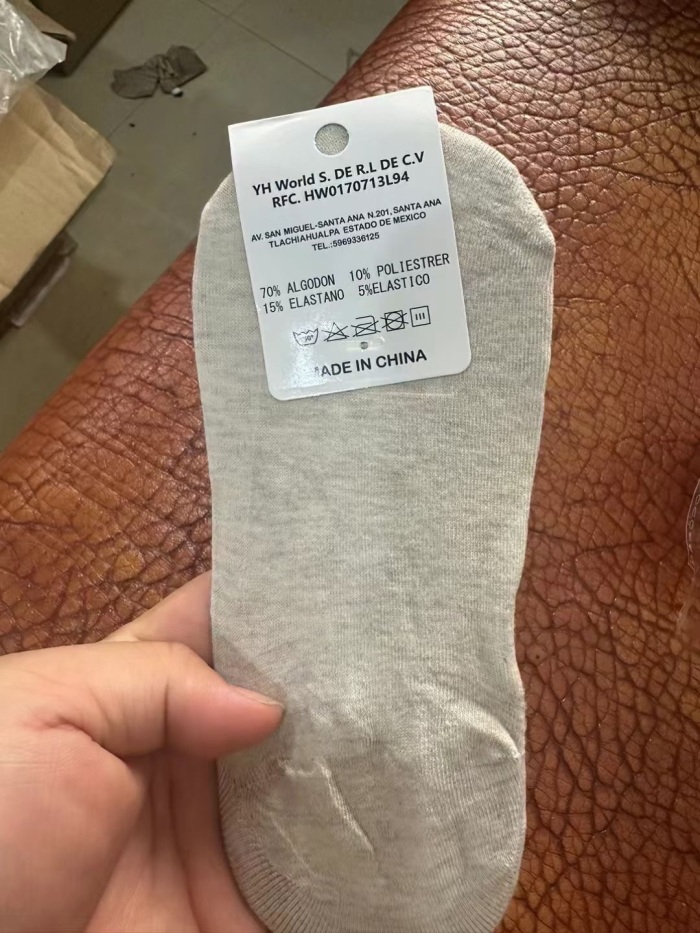 YH World S. DE R.L DE C.V
RFC. HW0170713L94
AV. SAN MIGUEL-SANTA ANA N.201, SANTA ANA
TLACHIAHUALPA ESTADO DE MEXICO
TEL.:5969336125
70% ALGODON 10% POLIESTRER
15% ELASTANO 5%ELASTICO
MADE IN CHINA